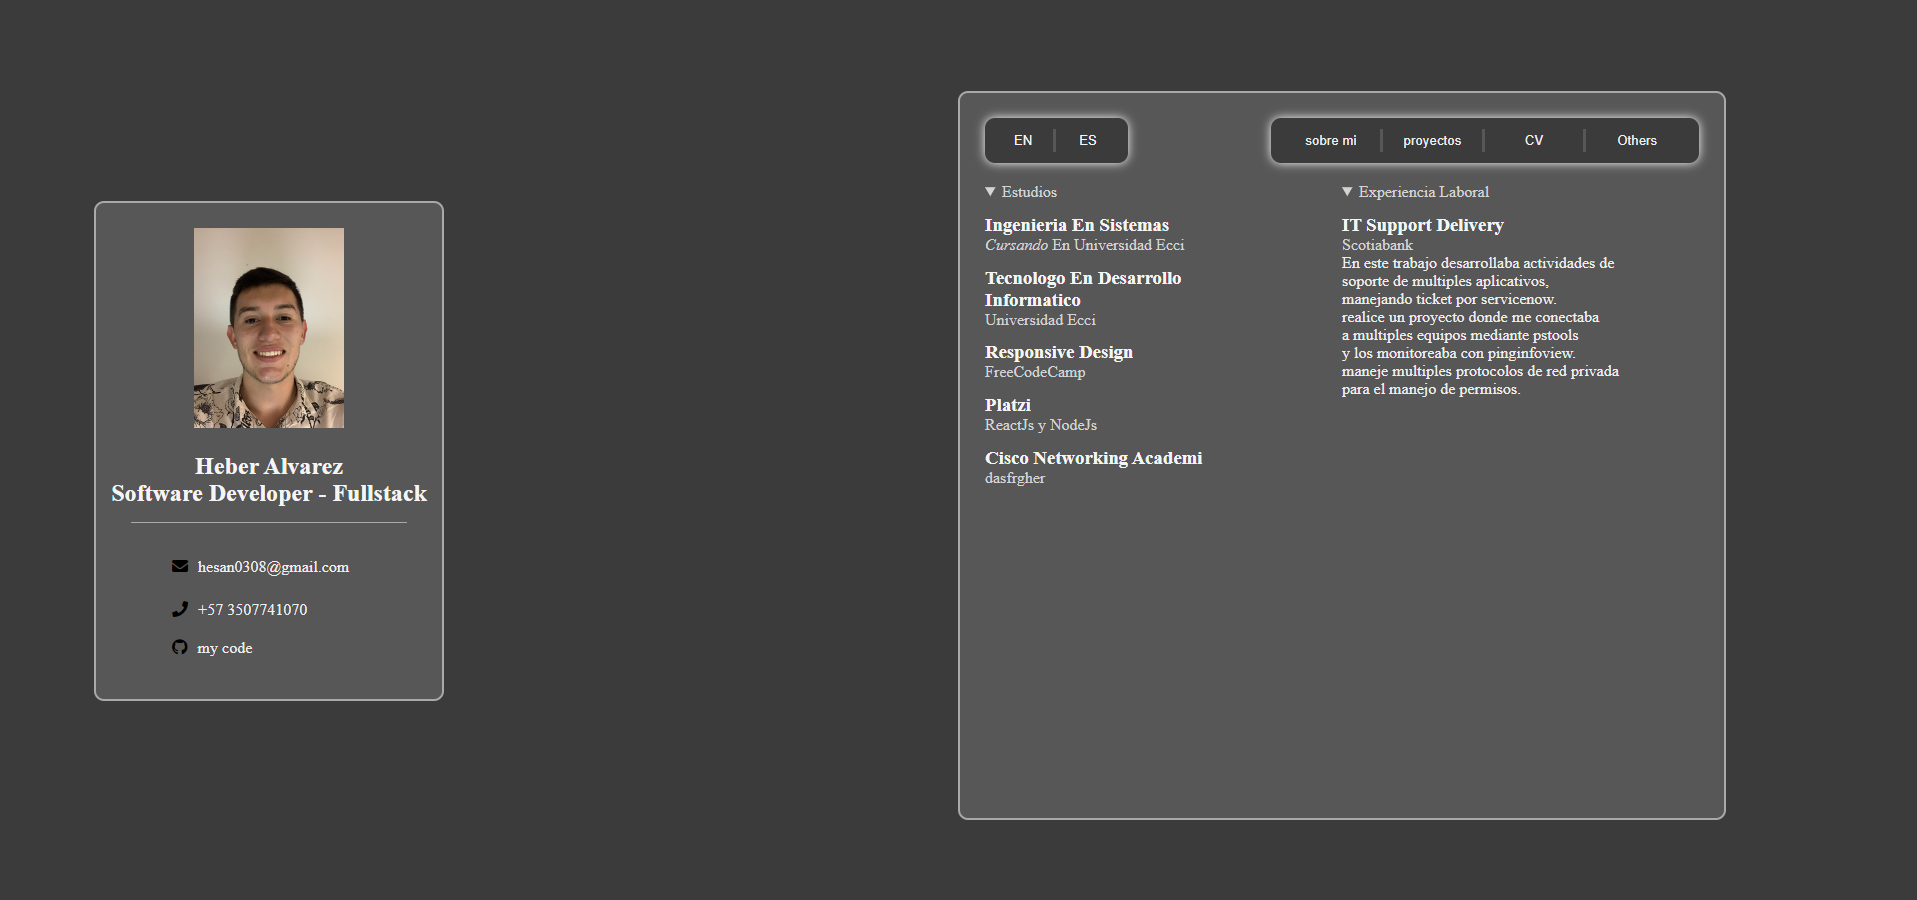 Heber Alvarez
Software Developer - Fullstack
hesan0308@gmail.com
+57 3507741070
my code
EN
ES
sobre mi
proyectos
CV
Others
Estudios
Ingenieria En Sistemas
Cursando En Universidad Ecci
Tecnologo En Desarrollo
Informatico
Universidad Ecci
Responsive Design
FreeCodeCamp
Platzi
ReactJs y NodeJs
Cisco Networking Academi
dasfrgher
Experiencia Laboral
IT Support Delivery
Scotiabank
En este trabajo desarrollaba actividades de
soporte de multiples aplicativos,
manejando ticket por servicenow.
realice un proyecto donde me conectaba
a multiples equipos mediante pstools
y los monitoreaba con pinginfoview.
maneje multiples protocolos de red privada
para el manejo de permisos.